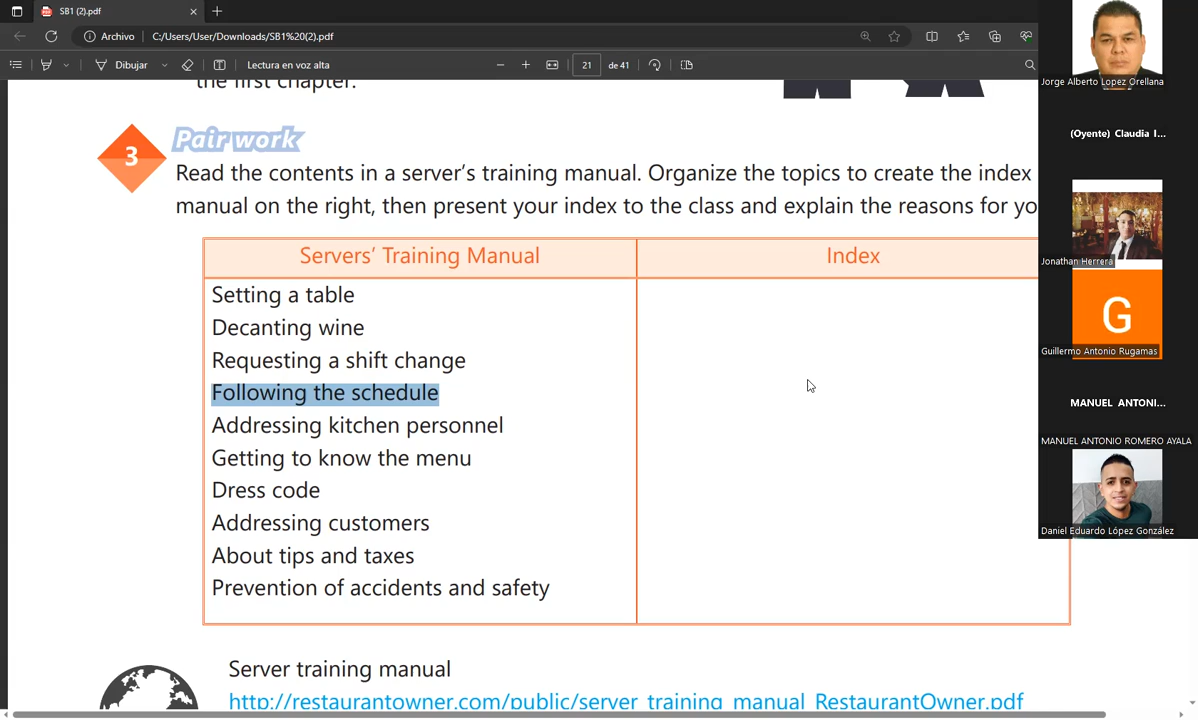 SB1 (2).pdf
Archivo C:/Users/User/Downloads/SB1%20(2).pdf
Dibujar Lectura en voz alta 21 de 41
the first chapter.
3 Pair work
Read the contents in a server's training manual. Organize the topics to create the index
manual on the right, then present your index to the class and explain the reasons for yo
Servers' Training Manual Index
Setting a table
Decanting wine
Requesting a shift change
Following the schedule
Addressing kitchen personnel
Getting to know the menu
Dress code
Addressing customers
About tips and taxes
Prevention of accidents and safety
Server training manual
http://restaurantowner.com/public/server_training_manual_RestaurantOwner.pdf
Jorge Alberto Lopez Orellana
(Oyente) Claudia I...
Jonathan Herrera
G
Guillermo Antonio Rugamas
MANUEL ANTONI...
MANUEL ANTONIO ROMERO AYALA
Daniel Eduardo López González